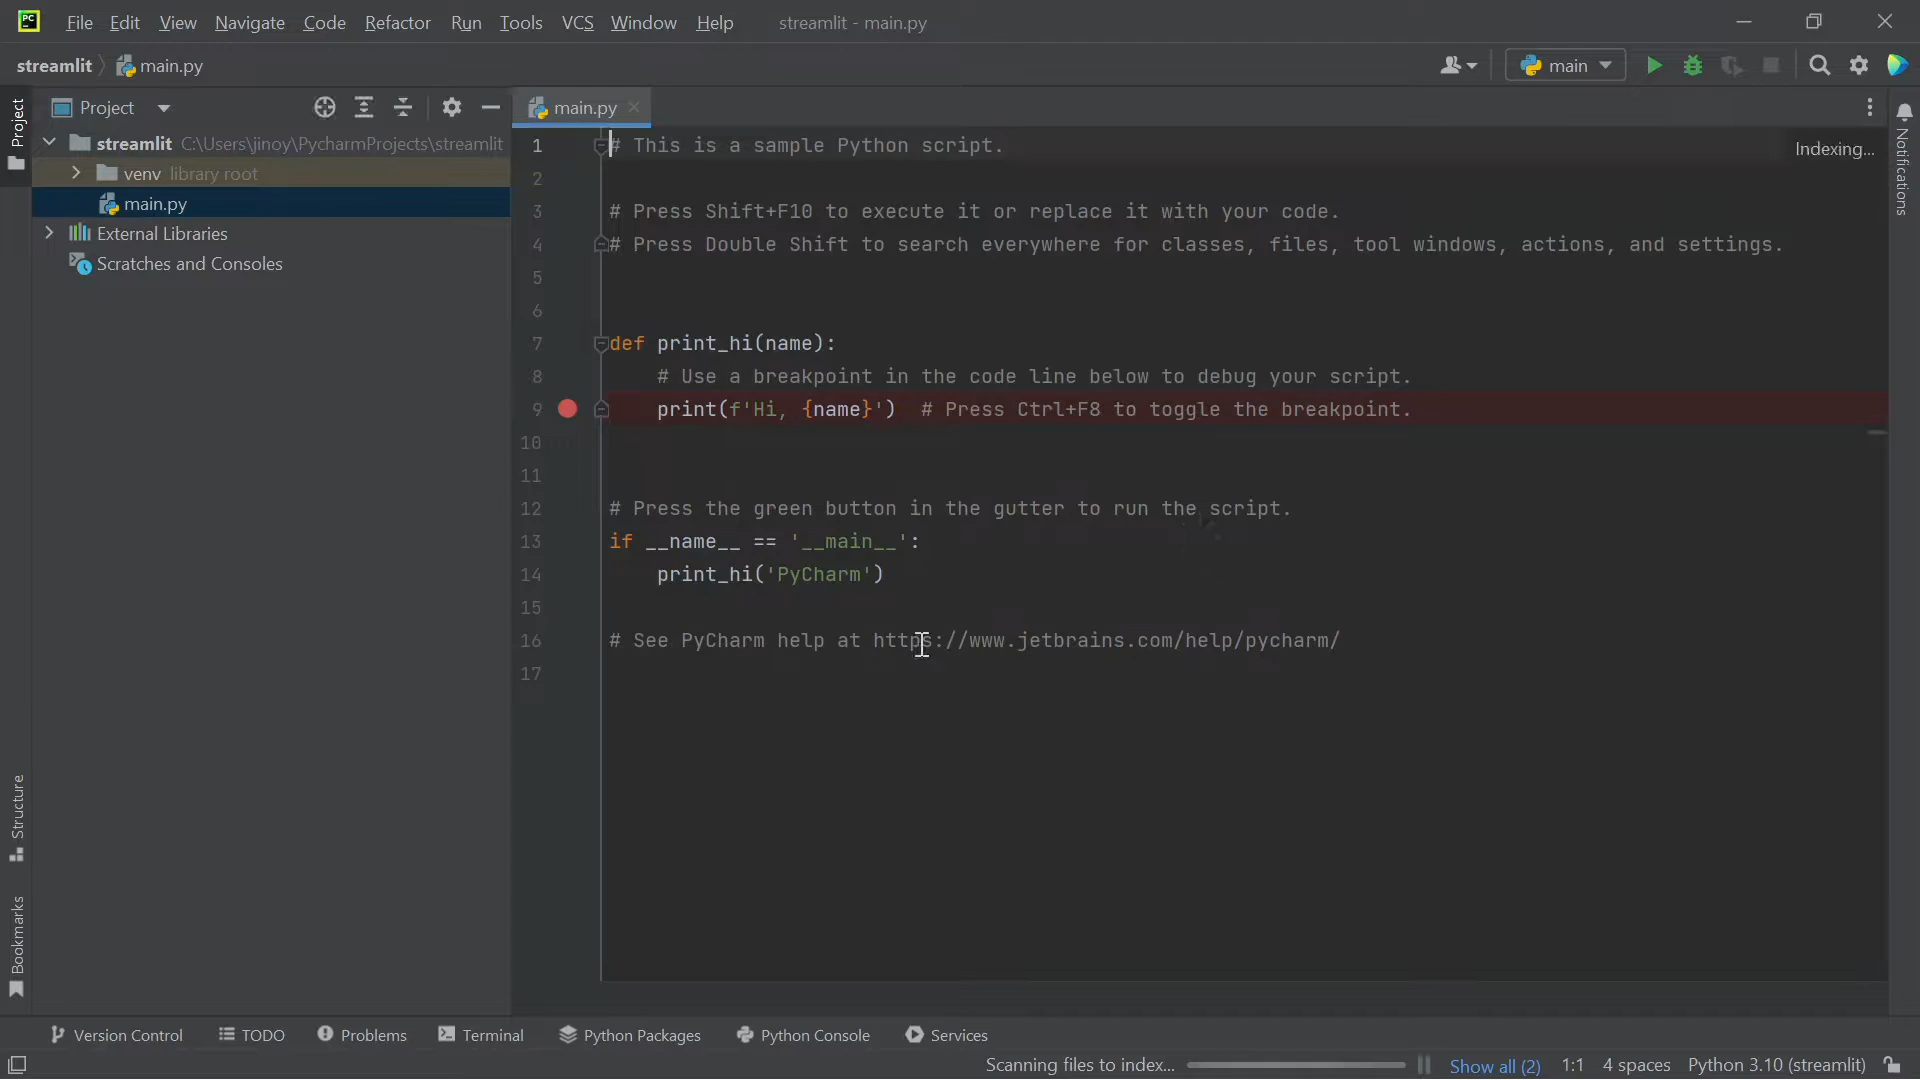 PC
File Edit View Navigate Code Refactor Run Tools VCS Window Help streamlit - main.py
streamlit main.py
main
Project
main.py
Project
Notifications
streamlit C:\Users\jinoy\PycharmProjects\streamlit
venv library root
main.py
External Libraries
Scratches and Consoles
Indexing...
1 # This is a sample Python script.
2
3 # Press Shift+F10 to execute it or replace it with your code.
4 # Press Double Shift to search everywhere for classes, files, tool windows, actions, and settings.
5
6
7 def print_hi(name):
8 # Use a breakpoint in the code line below to debug your script.
9 print(f'Hi, {name}') # Press Ctrl+F8 to toggle the breakpoint.
10
11
12 # Press the green button in the gutter to run the script.
13 if __name__ == '__main__':
14 print_hi('PyCharm')
15
16 # See PyCharm help at https://www.jetbrains.com/help/pycharm/
17
Structure
Bookmarks
Version Control TODO Problems Terminal Python Packages Python Console Services
Scanning files to index... Show all (2) 1:1 4 spaces Python 3.10 (streamlit)